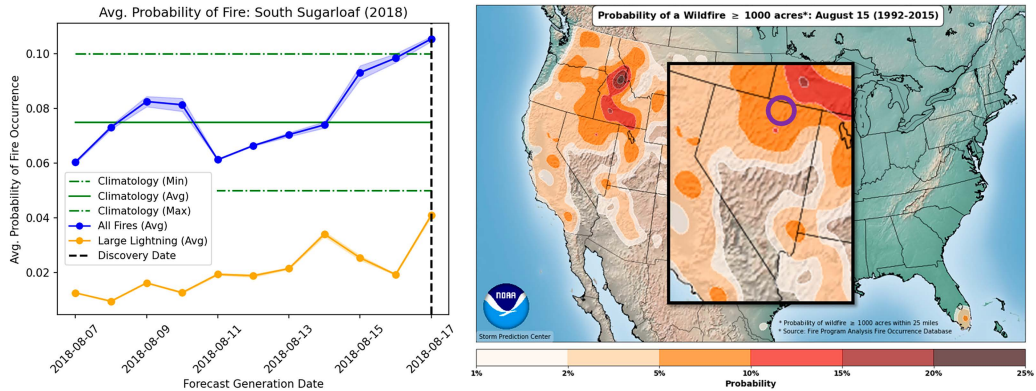 Avg. Probability of Fire: South Sugarloaf (2018)
Avg. Probability of Fire Occurrence
0.10
0.08
0.06
0.04
0.02
Climatology (Min)
Climatology (Avg)
Climatology (Max)
All Fires (Avg)
Large Lightning (Avg)
Discovery Date
2018-08-07
2018-08-09
2018-08-11
2018-08-13
2018-08-15
2018-08-17
Forecast Generation Date
Probability of a Wildfire ≥ 1000 acres*: August 15 (1992-2015)
NOAA
Storm Prediction Center
* Probability of wildfire ≥ 1000 acres within 25 miles
* Source: Fire Program Analysis Fire Occurrence Database
1% 2% 5% 10% 15% 20% 25%
Probability